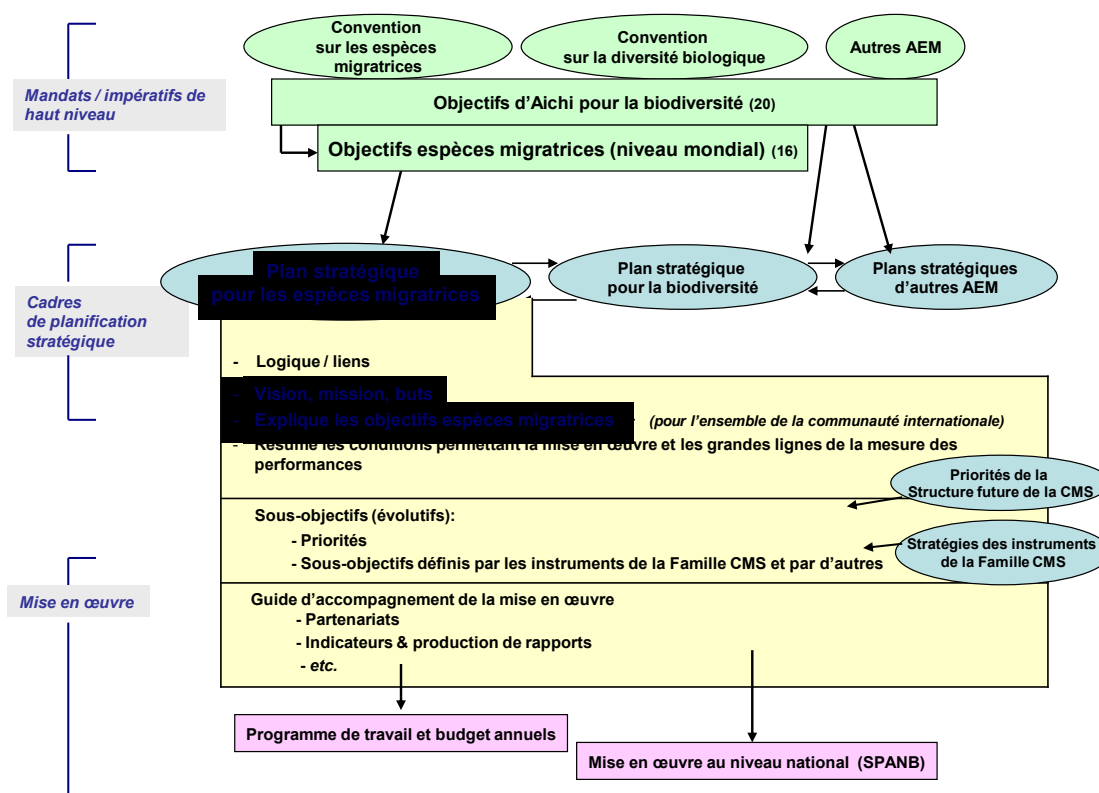 Convention
sur les espèces
migratrices
Convention
sur la diversité biologique
Autres AEM
Mandats / impératifs de
haut niveau
Objectifs d'Aichi pour la biodiversité (20)
Objectifs espèces migratrices (niveau mondial) (16)
Cadres
de planification
stratégique
Plan stratégique
pour les espèces migratrices
Plan stratégique
pour la biodiversité
Plans stratégiques
d'autres AEM
- Logique / liens
- Vision, mission, buts
- Explique les objectifs espèces migratrices (pour l'ensemble de la communauté internationale)
- Résume les conditions permettant la mise en œuvre et les grandes lignes de la mesure des
performances
Priorités de la
Structure future de la CMS
Sous-objectifs (évolutifs):
- Priorités
- Sous-objectifs définis par les instruments de la Famille CMS et par d'autres
Stratégies des instruments
de la Famille CMS
Mise en œuvre
Guide d'accompagnement de la mise en œuvre
- Partenariats
- Indicateurs & production de rapports
- etc.
Programme de travail et budget annuels
Mise en œuvre au niveau national (SPANB)